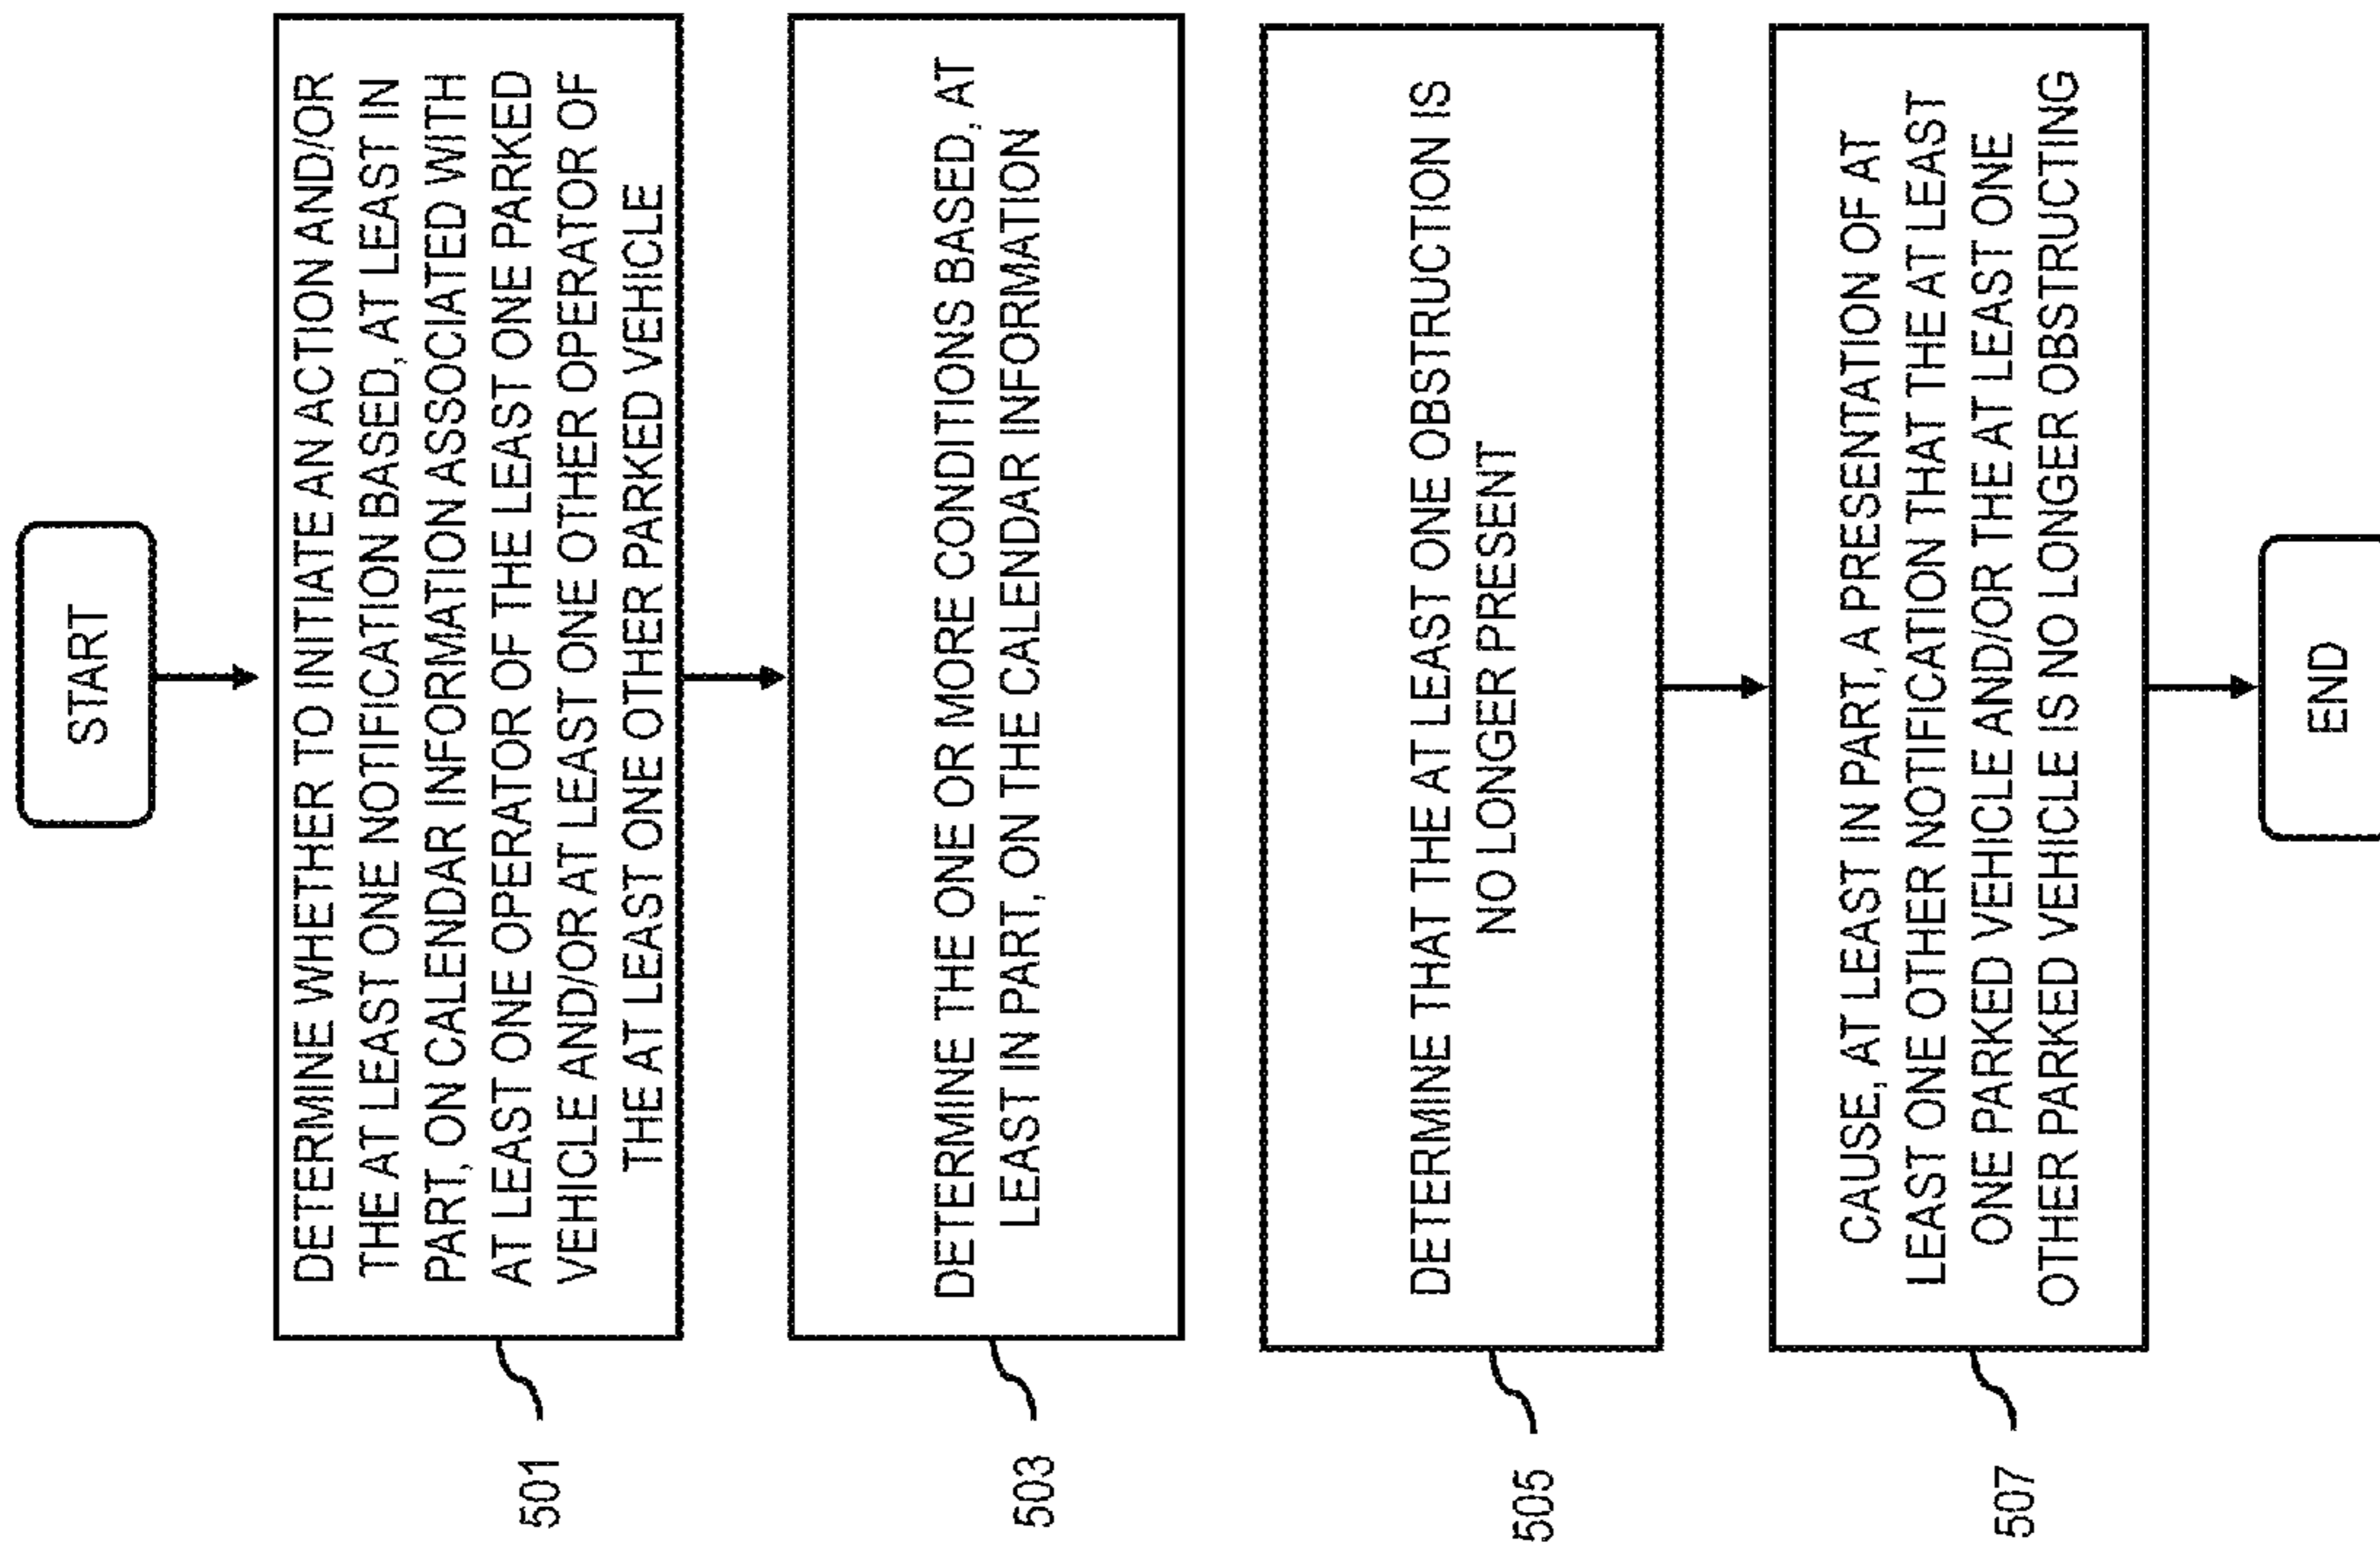 START
DETERMINE WHETHER TO INITIATE AN ACTION AND/OR
THE AT LEAST ONE NOTIFICATION BASED, AT LEAST IN
PART, ON CALENDAR INFORMATION ASSOCIATED WITH
AT LEAST ONE OPERATOR OF THE LEAST ONE PARKED
VEHICLE AND/OR AT LEAST ONE OTHER OPERATOR OF
THE AT LEAST ONE OTHER PARKED VEHICLE
501
DETERMINE THE ONE OR MORE CONDITIONS BASED, AT
LEAST IN PART, ON THE CALENDAR INFORMATION
503
DETERMINE THAT THE AT LEAST ONE OBSTRUCTION IS
NO LONGER PRESENT
505
CAUSE, AT LEAST IN PART, A PRESENTATION OF AT
LEAST ONE OTHER NOTIFICATION THAT THE AT LEAST
ONE PARKED VEHICLE AND/OR THE AT LEAST ONE
OTHER PARKED VEHICLE IS NO LONGER OBSTRUCTING
507
END